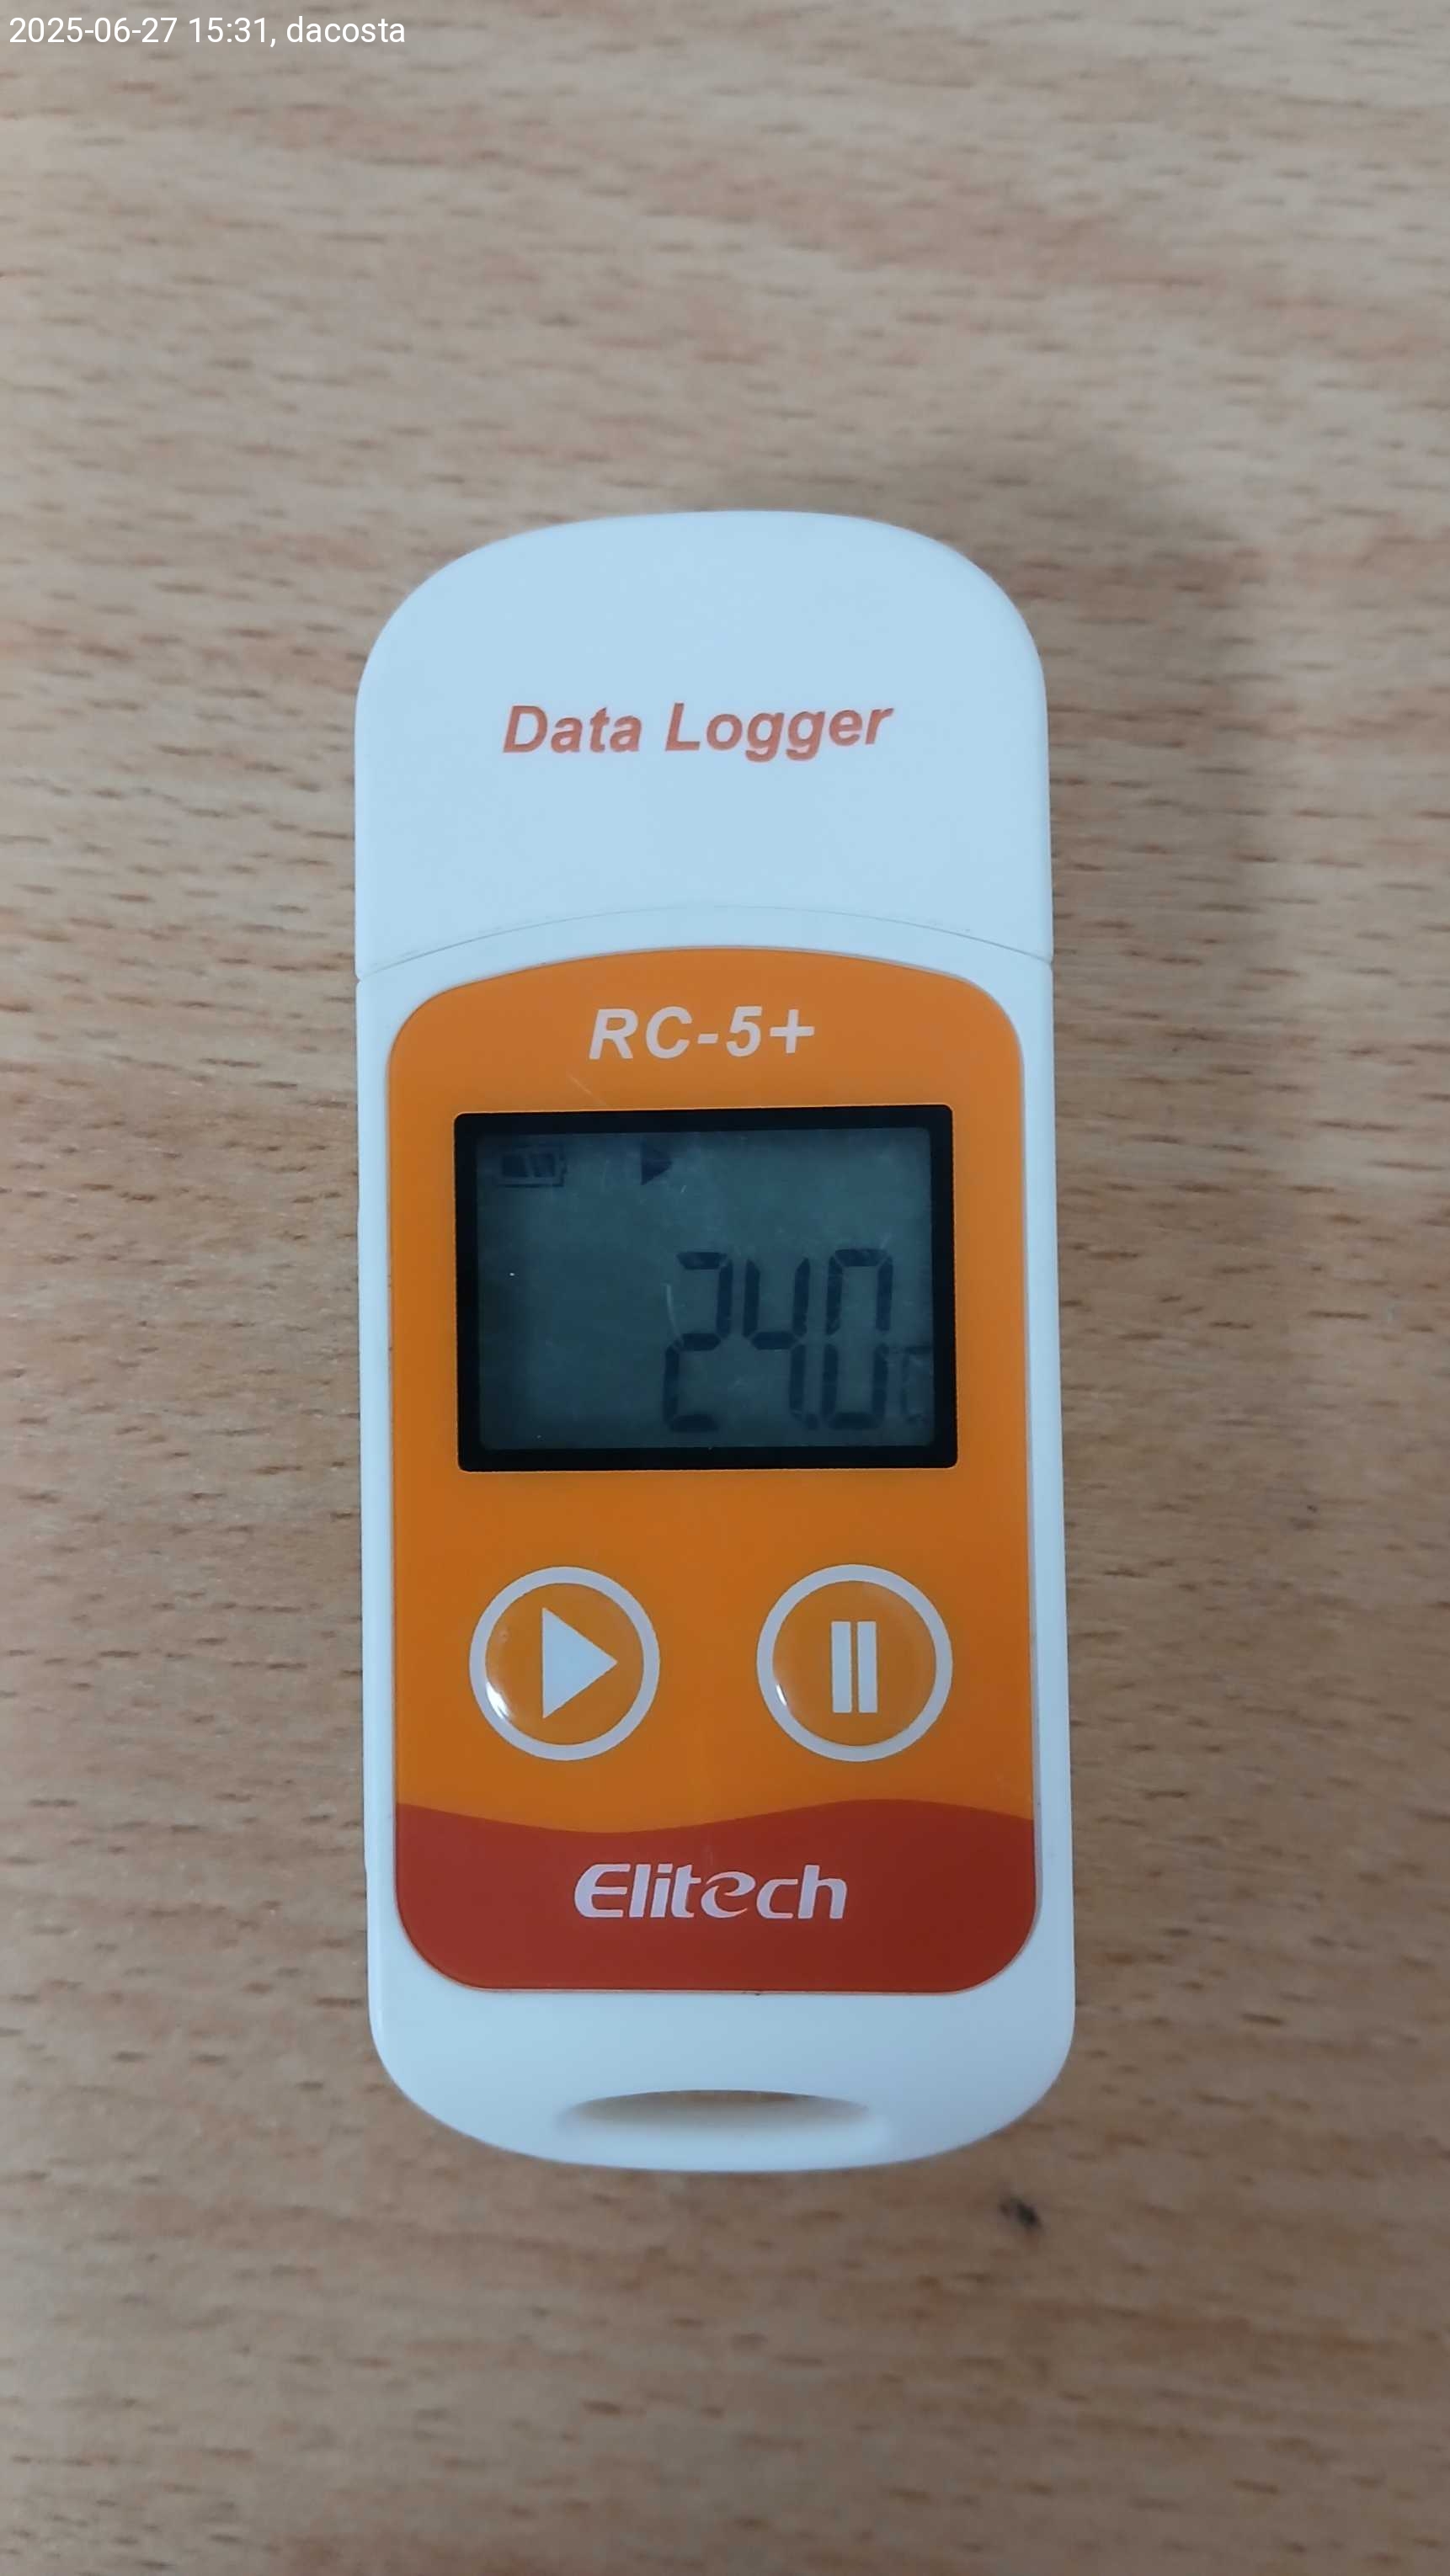 2025-06-27 15:31, dacosta
Data Logger
RC-5+
24.0°C
Elitech